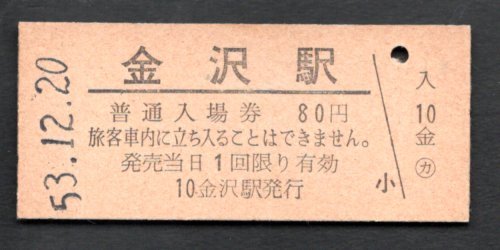 53.12.20
金沢駅
普通入場券 80円
旅客車内に立ち入ることはできません。
発売当日1回限り有効
10金沢駅発行
小
入
10
金
㋕